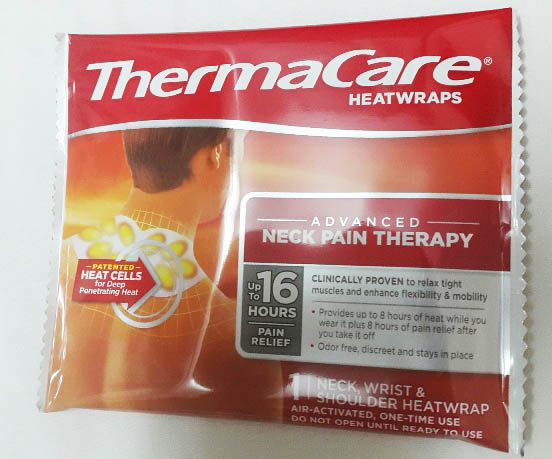 ThermaCare®
HEATWRAPS
ADVANCED
NECK PAIN THERAPY
PATENTED
HEAT CELLS
for Deep
Penetrating Heat
Up To 16
HOURS
PAIN
RELIEF
CLINICALLY PROVEN to relax tight
muscles and enhance flexibility & mobility
• Provides up to 8 hours of heat while you
wear it plus 8 hours of pain relief after
you take it off
• Odor free, discreet and stays in place
1 NECK, WRIST &
SHOULDER HEATWRAP
AIR-ACTIVATED, ONE-TIME USE
DO NOT OPEN UNTIL READY TO USE